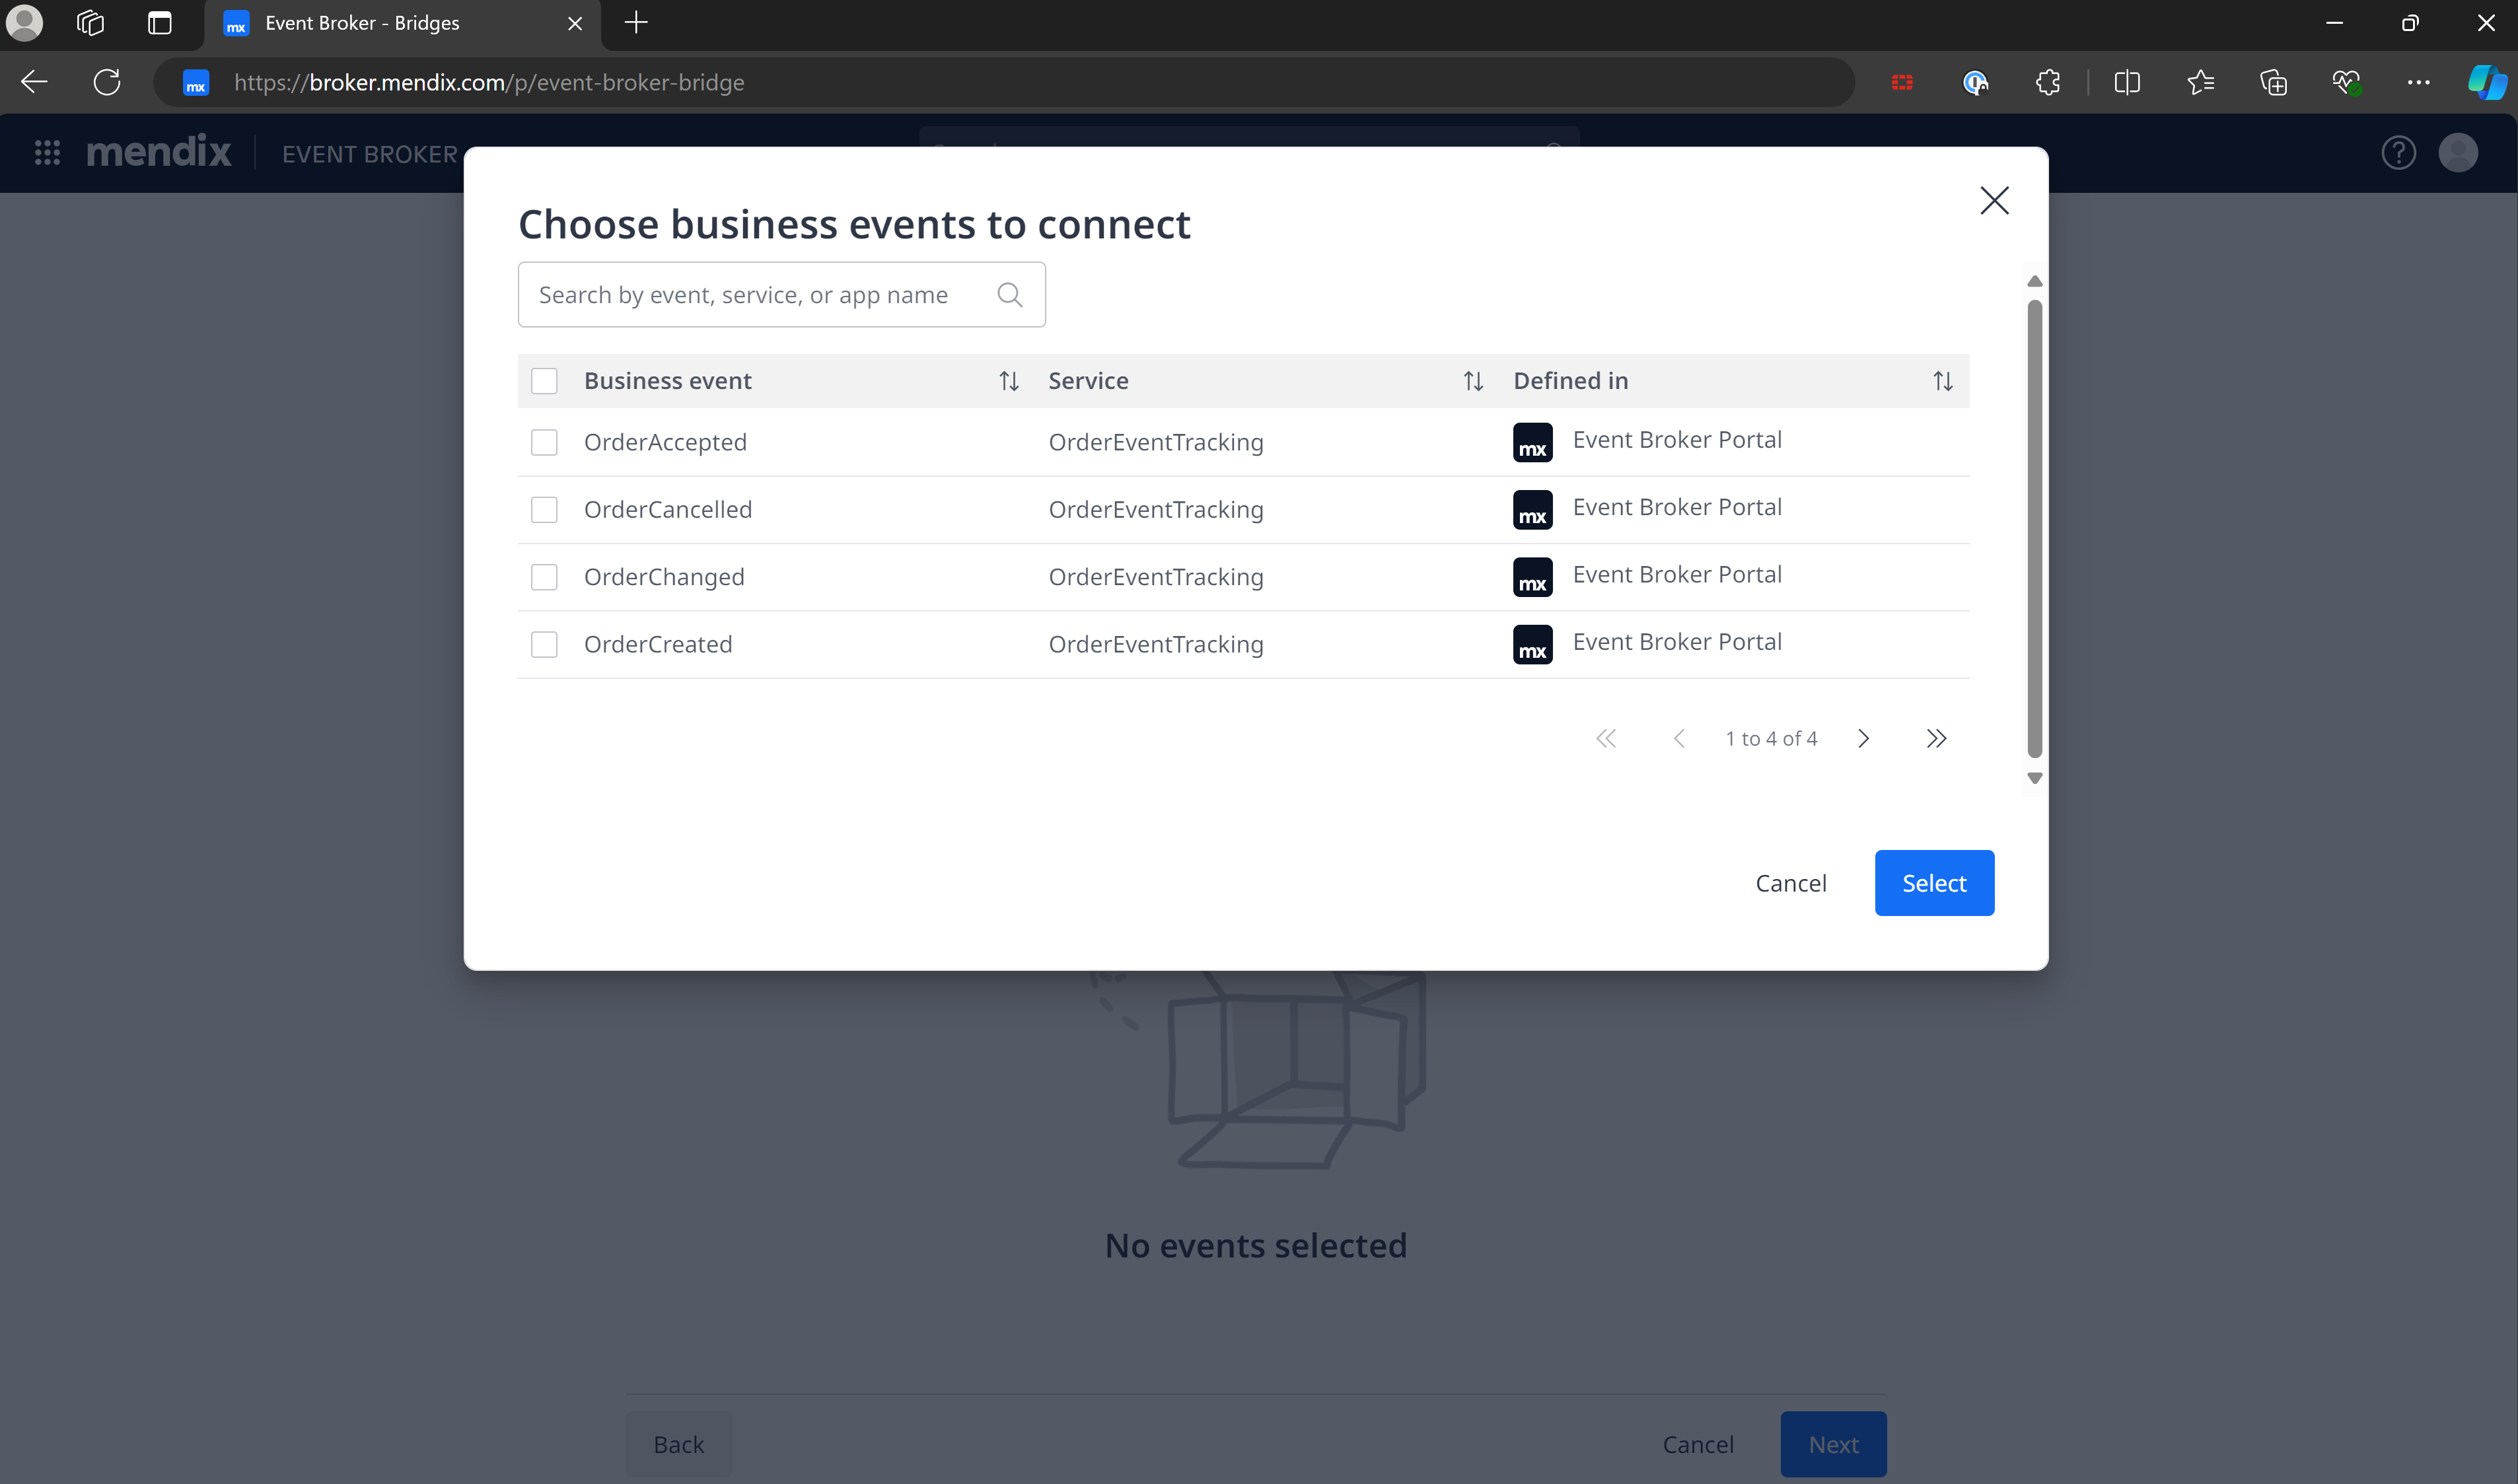 Event Broker - Bridges
https://broker.mendix.com/p/event-broker-bridge
mendix EVENT BROKER
Choose business events to connect
Search by event, service, or app name
Business event Service Defined in
OrderAccepted OrderEventTracking mx Event Broker Portal
OrderCancelled OrderEventTracking mx Event Broker Portal
OrderChanged OrderEventTracking mx Event Broker Portal
OrderCreated OrderEventTracking mx Event Broker Portal
1 to 4 of 4
Cancel Select
No events selected
Back Cancel Next